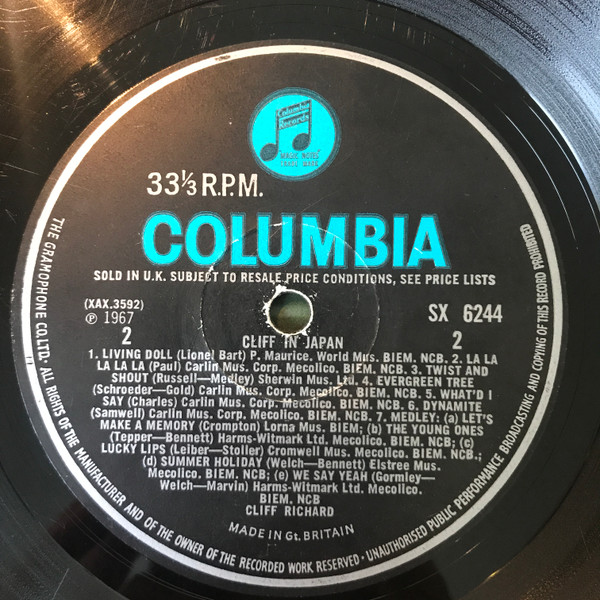 Columbia
Records
MAGIC NOTES
TRADE MARK
33⅓ R.P.M.
COLUMBIA
SOLD IN U.K. SUBJECT TO RESALE PRICE CONDITIONS, SEE PRICE LISTS
(XAX.3592)
℗ 1967
SX 6244
2
2
CLIFF IN JAPAN
1. LIVING DOLL (Lionel Bart) P. Maurice. World Mus. BIEM. NCB. 2. LA LA
LA LA LA (Paul) Carlin Mus. Corp. Mecolico. BIEM. NCB. 3. TWIST AND
SHOUT (Russell—Medley) Sherwin Mus. Ltd. 4. EVERGREEN TREE
(Schroeder—Gold) Carlin Mus. Corp. Mecolico. BIEM. NCB. 5. WHAT'D I
SAY (Charles) Carlin Mus. Corp. Mecolico. BIEM. NCB. 6. DYNAMITE
(Samwell) Carlin Mus. Corp. Mecolico. BIEM. NCB. 7. MEDLEY: (a) LET'S
MAKE A MEMORY (Crompton) Lorna Mus. BIEM; (b) THE YOUNG ONES
(Tepper—Bennett) Harms-Witmark Ltd. Mecolico. BIEM. NCB.; (c)
LUCKY LIPS (Leiber-Stoller) Cromwell Mus. Mecolico. BIEM. NCB.;
(d) SUMMER HOLIDAY (Welch—Bennett) Elstree Mus.
Mecolico. BIEM. NCB; (e) WE SAY YEAH (Gormley—
Welch—Marvin) Harms-Witmark Ltd. Mecolico.
BIEM. NCB
CLIFF RICHARD
MADE IN Gt. BRITAIN
THE GRAMOPHONE CO. LTD. · ALL RIGHTS OF THE MANUFACTURER AND OF THE OWNER OF THE RECORDED WORK RESERVED · UNAUTHORISED PUBLIC PERFORMANCE BROADCASTING AND COPYING OF THIS RECORD PROHIBITED